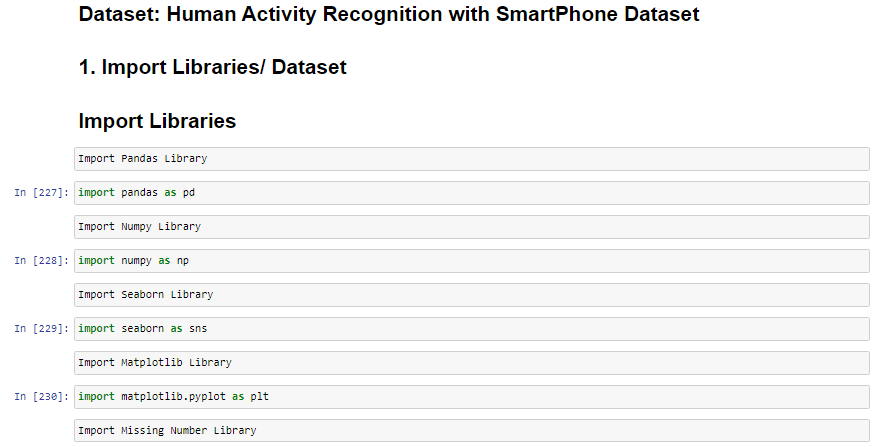 Dataset: Human Activity Recognition with SmartPhone Dataset
1. Import Libraries/ Dataset
Import Libraries
Import Pandas Library
In [227]: import pandas as pd
Import Numpy Library
In [228]: import numpy as np
Import Seaborn Library
In [229]: import seaborn as sns
Import Matplotlib Library
In [230]: import matplotlib.pyplot as plt
Import Missing Number Library